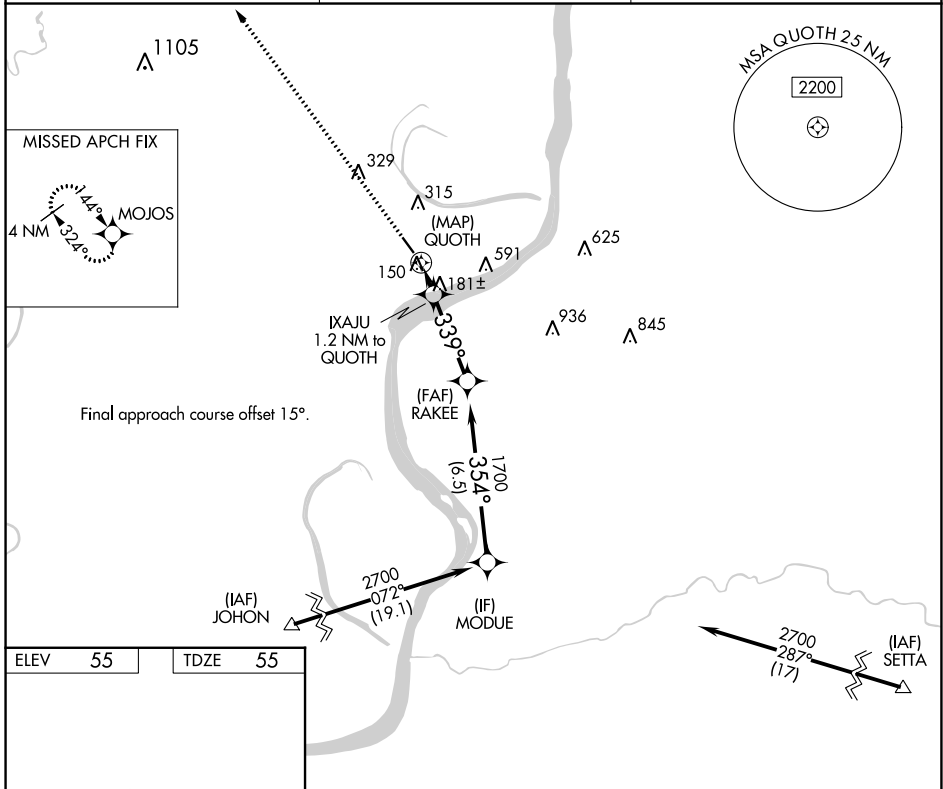 1105
MSA QUOTH 25 NM
2200
MISSED APCH FIX
144°
MOJOS
4 NM
324°
329
315
(MAP)
QUOTH
591
625
150
181±
IXAJU
1.2 NM to
QUOTH
936
845
339°
(FAF)
RAKEE
Final approach course offset 15°.
1700
354°
(6.5)
2700
072°
(19.1)
(IAF)
JOHON
(IF)
MODUE
2700
287°
(17)
(IAF)
SETTA
ELEV 55
TDZE 55